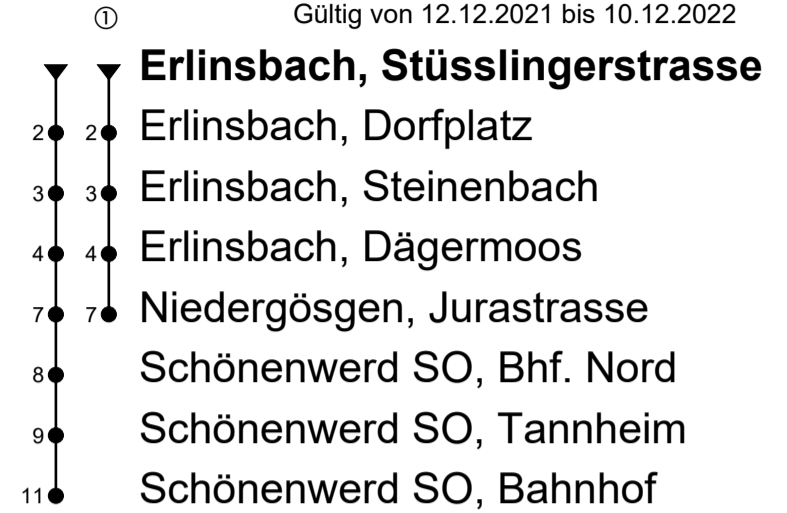 ① Gültig von 12.12.2021 bis 10.12.2022
Erlinsbach, Stüsslingerstrasse
2 2 Erlinsbach, Dorfplatz
3 3 Erlinsbach, Steinenbach
4 4 Erlinsbach, Dägermoos
7 7 Niedergösgen, Jurastrasse
8 Schönenwerd SO, Bhf. Nord
9 Schönenwerd SO, Tannheim
11 Schönenwerd SO, Bahnhof